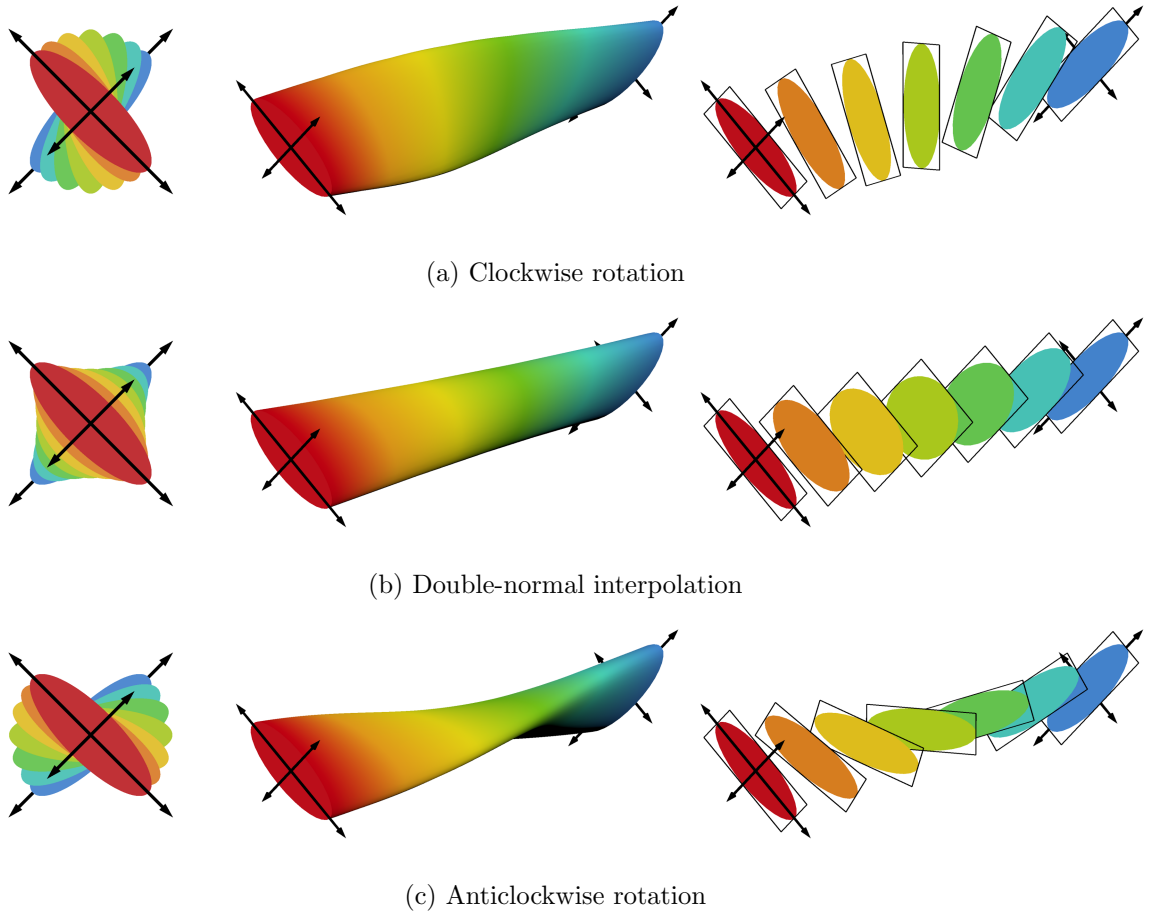 (a) Clockwise rotation
(b) Double-normal interpolation
(c) Anticlockwise rotation